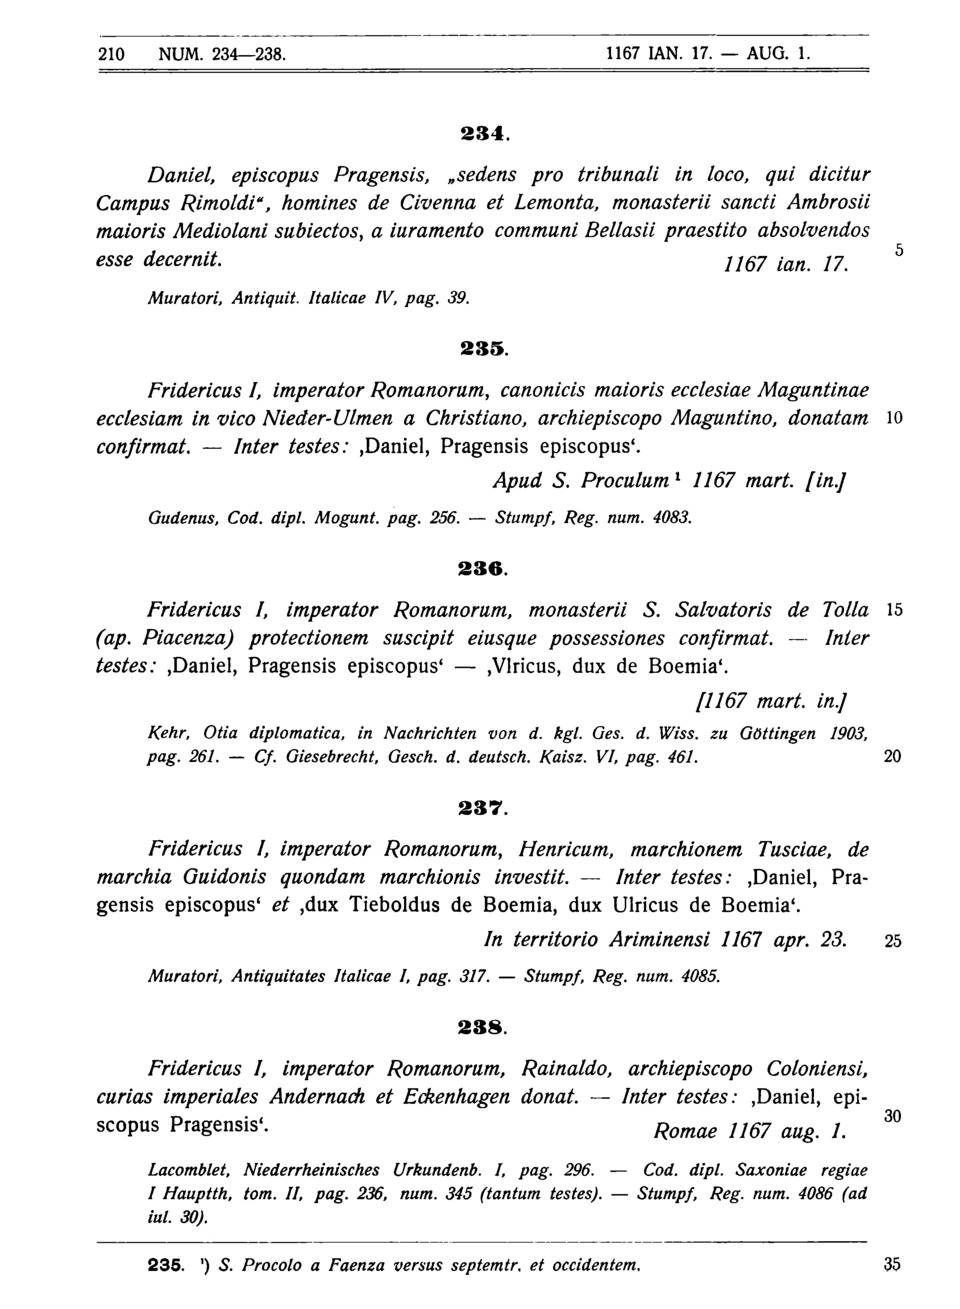 210 NUM. 234—238. 1167 IAN. 17. — AUG. 1.
234.
Daniel, episcopus Pragensis, „sedens pro tribunali in loco, qui dicitur
Campus Rimoldi“, homines de Civenna et Lemonta, monasterii sancti Ambrosii
maioris Mediolani subiectos, a iuramento communi Bellasii praestito absolvendos
esse decernit. 1167 ian. 17. 5
Muratori, Antiquit. Italicae IV, pag. 39.
235.
Fridericus I, imperator Romanorum, canonicis maioris ecclesiae Maguntinae
ecclesiam in vico Nieder-Ulmen a Christiano, archiepiscopo Maguntino, donatam 10
confirmat. — Inter testes: ‚Daniel, Pragensis episcopus‘.
Apud S. Proculum¹ 1167 mart. [in.]
Gudenus, Cod. dipl. Mogunt. pag. 256. — Stumpf, Reg. num. 4083.
236.
Fridericus I, imperator Romanorum, monasterii S. Salvatoris de Tolla 15
(ap. Piacenza) protectionem suscipit eiusque possessiones confirmat. — Inter
testes: ‚Daniel, Pragensis episcopus‘ — ‚Vlricus, dux de Boemia‘.
[1167 mart. in.]
Kehr, Otia diplomatica, in Nachrichten von d. kgl. Ges. d. Wiss. zu Göttingen 1903,
pag. 261. — Cf. Giesebrecht, Gesch. d. deutsch. Kaisz. VI, pag. 461. 20
237.
Fridericus I, imperator Romanorum, Henricum, marchionem Tusciae, de
marchia Guidonis quondam marchionis investit. — Inter testes: ‚Daniel, Pra-
gensis episcopus‘ et ‚dux Tieboldus de Boemia, dux Ulricus de Boemia‘.
In territorio Ariminensi 1167 apr. 23. 25
Muratori, Antiquitates Italicae I, pag. 317. — Stumpf, Reg. num. 4085.
238.
Fridericus I, imperator Romanorum, Rainaldo, archiepiscopo Coloniensi,
curias imperiales Andernach et Eckenhagen donat. — Inter testes: ‚Daniel, epi-
scopus Pragensis‘. Romae 1167 aug. 1. 30
Lacomblet, Niederrheinisches Urkundenb. I, pag. 296. — Cod. dipl. Saxoniae regiae
I Hauptth, tom. II, pag. 236, num. 345 (tantum testes). — Stumpf, Reg. num. 4086 (ad
iul. 30).
235. ¹) S. Procolo a Faenza versus septemtr. et occidentem. 35